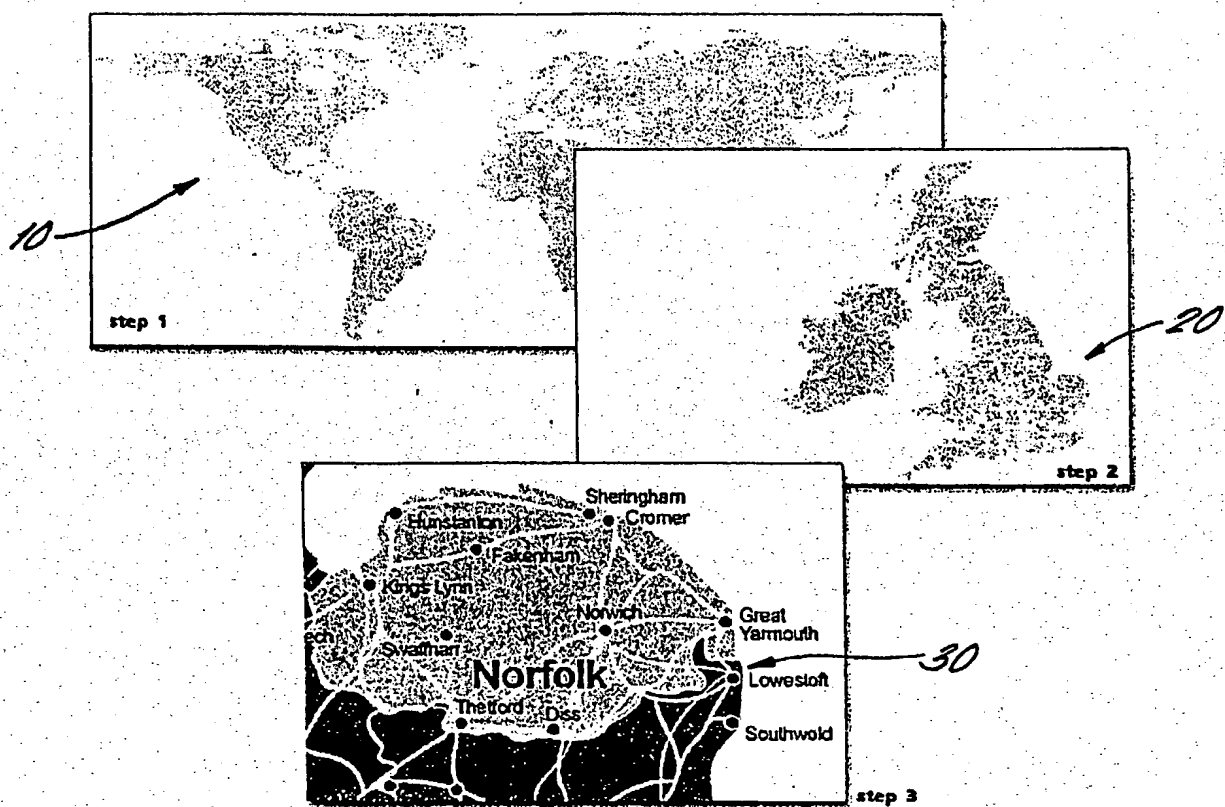 10
step 1
20
step 2
Sheringham
Hunstanton
Cromer
Fakenham
Kings Lynn
Norwich
Great
Yarmouth
ech
Swaffham
Norfolk
30
Lowestoft
Thetford
Diss
Southwold
step 3